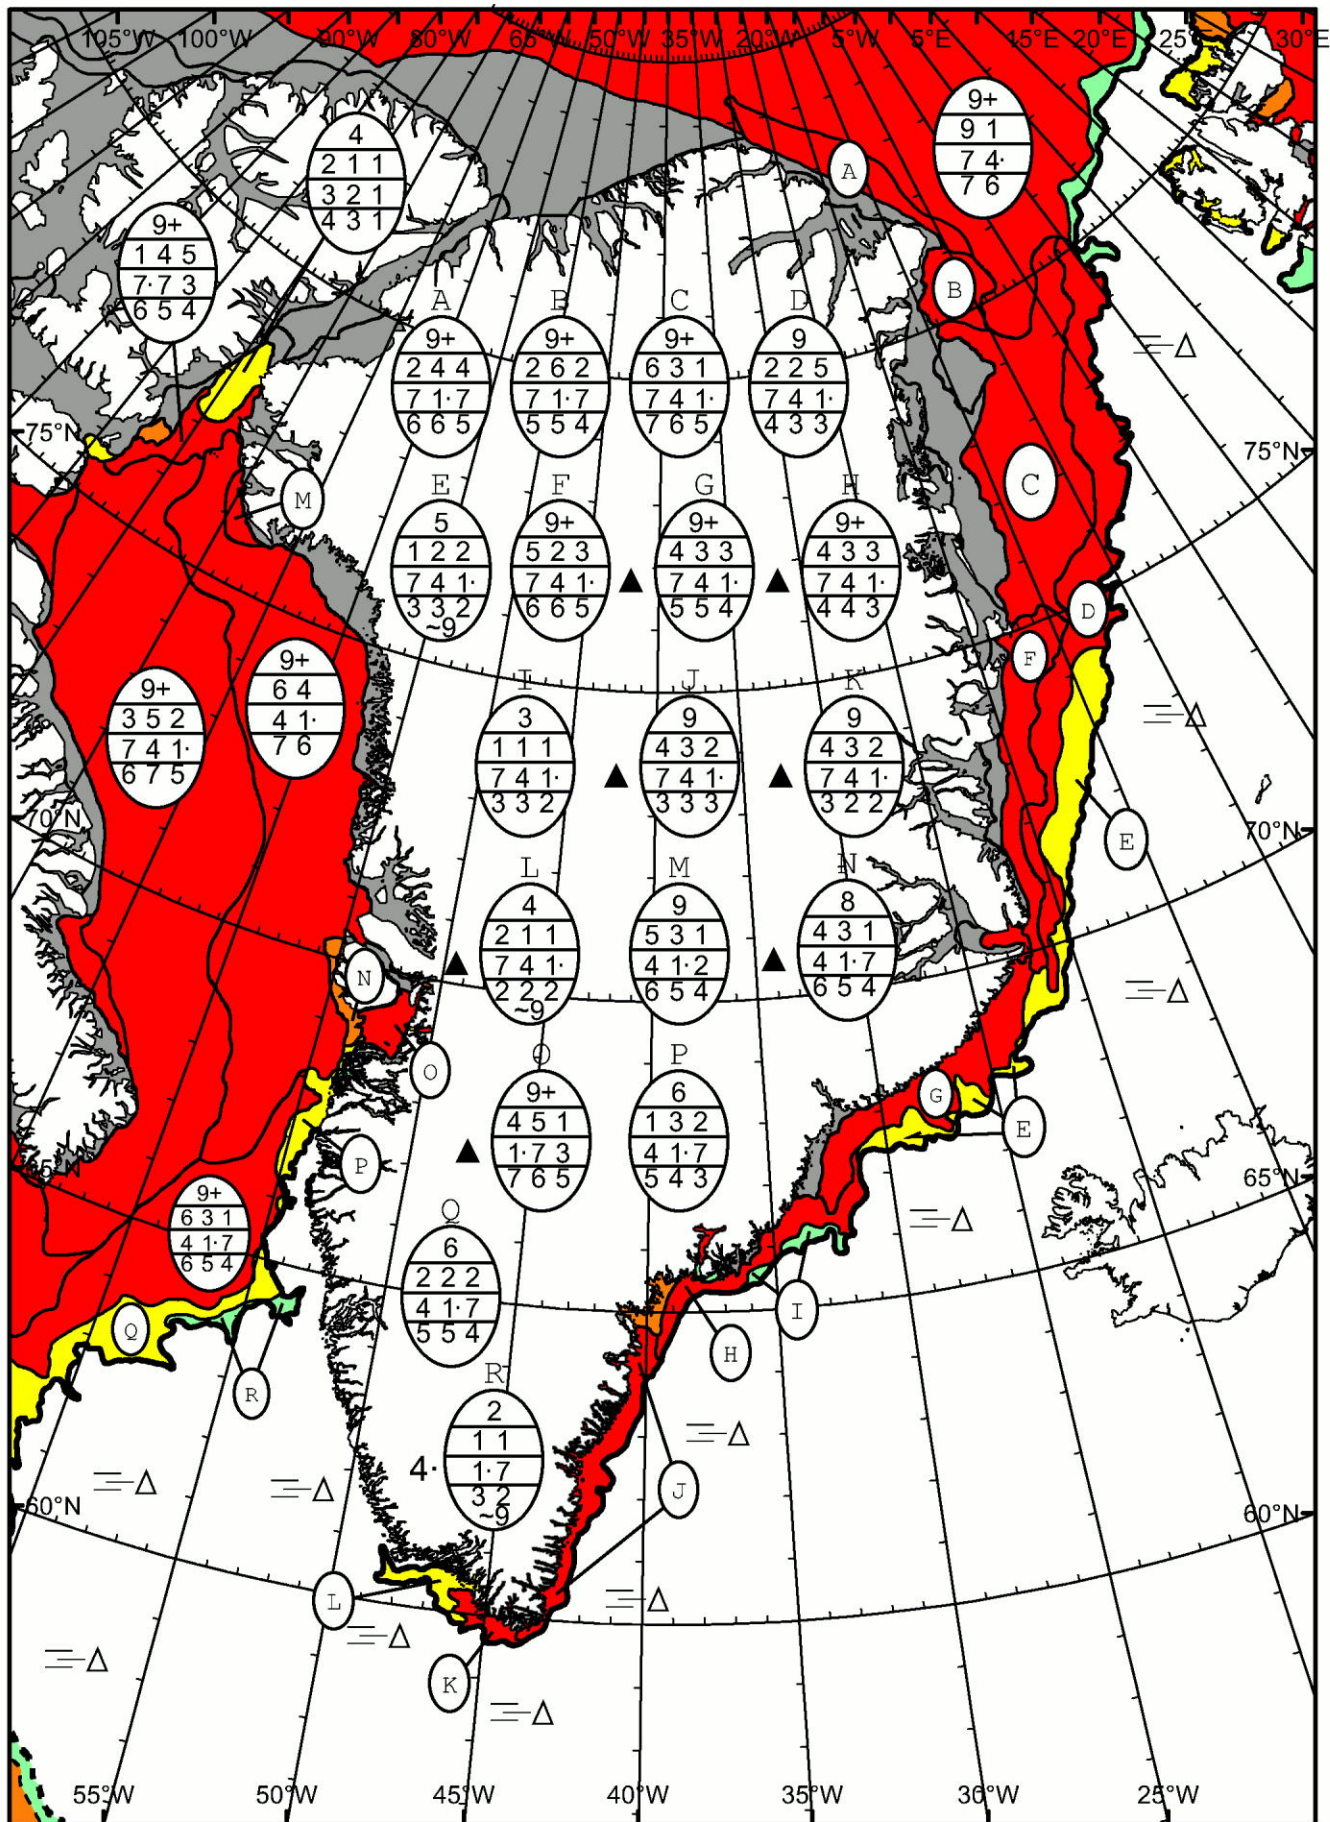 105°W 100°W 90°W 80°W 65°W 50°W 35°W 20°W 5°W 5°E 15°E 20°E 25° 30°E
9+
9 1
7 4·
7 6
4
2 1 1
3 2 1
4 3 1
9+
1 4 5
7·7 3
6 5 4
A
B
A B C D
9+ 9+ 9+ 9
2 4 4 2 6 2 6 3 1 2 2 5
7 1·7 7 1·7 7 4 1· 7 4 1·
6 6 5 5 5 4 7 6 5 4 3 3
75°N 75°N
M
C
E F G H
5 9+ 9+ 9+
1 2 2 5 2 3 4 3 3 4 3 3
7 4 1· 7 4 1· 7 4 1· 7 4 1·
3 3 2 6 6 5 5 5 4 4 4 3
~9
D
F
9+
6 4
4 1·
7 6
9+
3 5 2
7 4 1·
6 7 5
I J K
3 9 9
1 1 1 4 3 2 4 3 2
7 4 1· 7 4 1· 7 4 1·
3 3 2 3 3 3 3 2 2
70°N 70°N
E
L M N
4 9 8
2 1 1 5 3 1 4 3 1
7 4 1· 4 1·2 4 1·7
2 2 2 6 5 4 6 5 4
~9
N
O
O P
9+ 6
4 5 1 1 3 2
1·7 3 4 1·7
7 6 5 5 4 3
G
E
P
65°N
9+
6 3 1
4 1·7
6 5 4
Q
6
2 2 2
4 1·7
5 5 4
I
Q
H
R
R
2
1 1
4· 1·7
3 2
~9
J
60°N 60°N
L
K
55°W 50°W 45°W 40°W 35°W 30°W 25°W